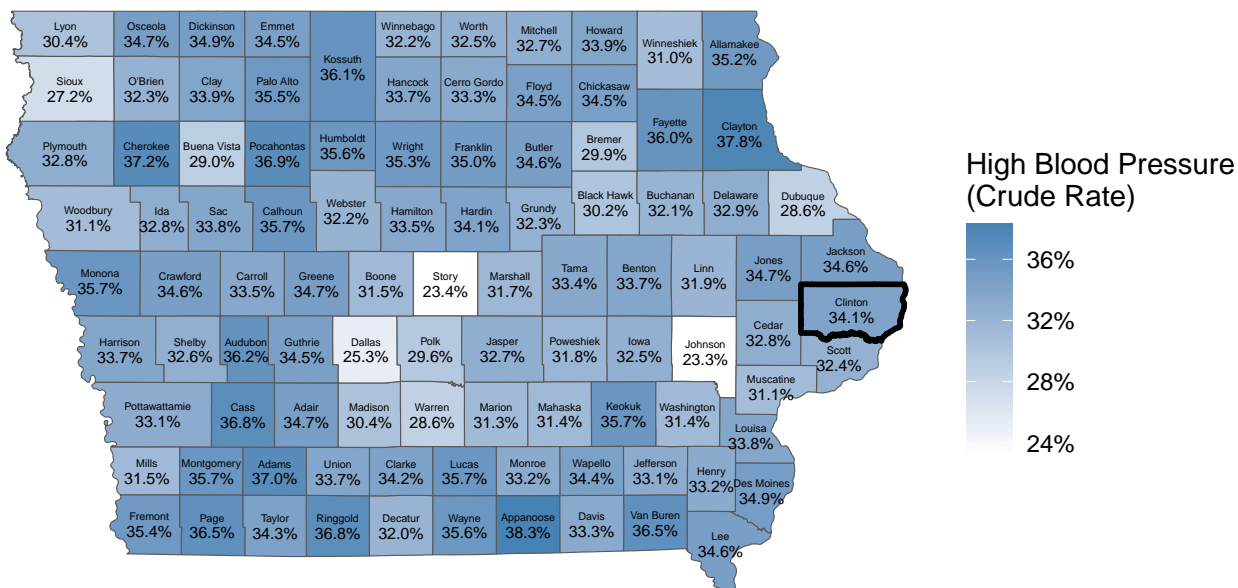 Lyon
30.4%
Osceola
34.7%
Dickinson
34.9%
Emmet
34.5%
Kossuth
36.1%
Winnebago
32.2%
Worth
32.5%
Mitchell
32.7%
Howard
33.9%
Winneshiek
31.0%
Allamakee
35.2%
Sioux
27.2%
O'Brien
32.3%
Clay
33.9%
Palo Alto
35.5%
Hancock
33.7%
Cerro Gordo
33.3%
Floyd
34.5%
Chickasaw
34.5%
Fayette
36.0%
Clayton
37.8%
Plymouth
32.8%
Cherokee
37.2%
Buena Vista
29.0%
Pocahontas
36.9%
Humboldt
35.6%
Wright
35.3%
Franklin
35.0%
Butler
34.6%
Bremer
29.9%
Woodbury
31.1%
Ida
32.8%
Sac
33.8%
Calhoun
35.7%
Webster
32.2%
Hamilton
33.5%
Hardin
34.1%
Grundy
32.3%
Black Hawk
30.2%
Buchanan
32.1%
Delaware
32.9%
Dubuque
28.6%
Monona
35.7%
Crawford
34.6%
Carroll
33.5%
Greene
34.7%
Boone
31.5%
Story
23.4%
Marshall
31.7%
Tama
33.4%
Benton
33.7%
Linn
31.9%
Jones
34.7%
Jackson
34.6%
Clinton
34.1%
Harrison
33.7%
Shelby
32.6%
Audubon
36.2%
Guthrie
34.5%
Dallas
25.3%
Polk
29.6%
Jasper
32.7%
Poweshiek
31.8%
Iowa
32.5%
Johnson
23.3%
Cedar
32.8%
Scott
32.4%
Muscatine
31.1%
Pottawattamie
33.1%
Cass
36.8%
Adair
34.7%
Madison
30.4%
Warren
28.6%
Marion
31.3%
Mahaska
31.4%
Keokuk
35.7%
Washington
31.4%
Louisa
33.8%
Mills
31.5%
Montgomery
35.7%
Adams
37.0%
Union
33.7%
Clarke
34.2%
Lucas
35.7%
Monroe
33.2%
Wapello
34.4%
Jefferson
33.1%
Henry
33.2%
Des Moines
34.9%
Fremont
35.4%
Page
36.5%
Taylor
34.3%
Ringgold
36.8%
Decatur
32.0%
Wayne
35.6%
Appanoose
38.3%
Davis
33.3%
Van Buren
36.5%
Lee
34.6%
High Blood Pressure
(Crude Rate)
36%
32%
28%
24%